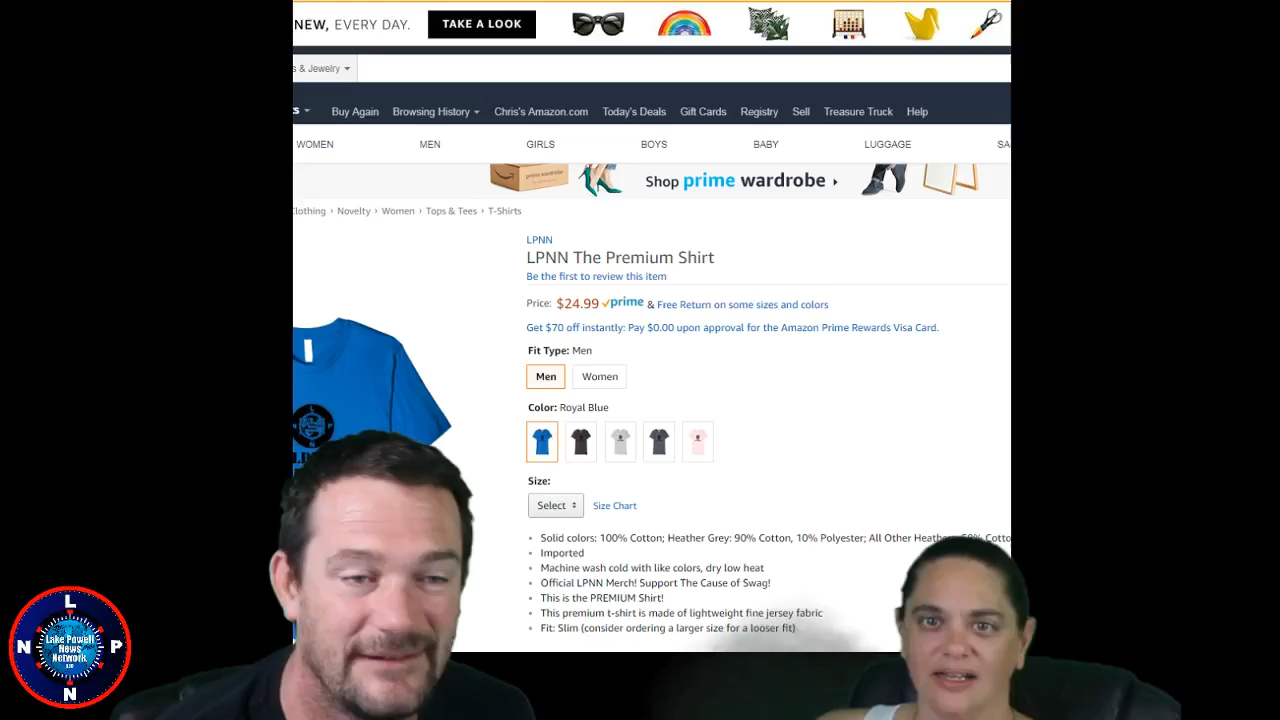 NEW, EVERY DAY. TAKE A LOOK
s & Jewelry
s Buy Again Browsing History Chris's Amazon.com Today's Deals Gift Cards Registry Sell Treasure Truck Help
WOMEN MEN GIRLS BOYS BABY LUGGAGE SA
Shop prime wardrobe
Clothing › Novelty › Women › Tops & Tees › T-Shirts
LPNN
LPNN The Premium Shirt
Be the first to review this item
Price: $24.99 prime & Free Return on some sizes and colors
Get $70 off instantly: Pay $0.00 upon approval for the Amazon Prime Rewards Visa Card.
Fit Type: Men
Men Women
Color: Royal Blue
Size:
Select Size Chart
Solid colors: 100% Cotton; Heather Grey: 90% Cotton, 10% Polyester; All Other Heathers: 50% Cotto
Imported
Machine wash cold with like colors, dry low heat
Official LPNN Merch! Support The Cause of Swag!
This is the PREMIUM Shirt!
This premium t-shirt is made of lightweight fine jersey fabric
Fit: Slim (consider ordering a larger size for a looser fit)
L
N P
Lake Powell
News
Network
N